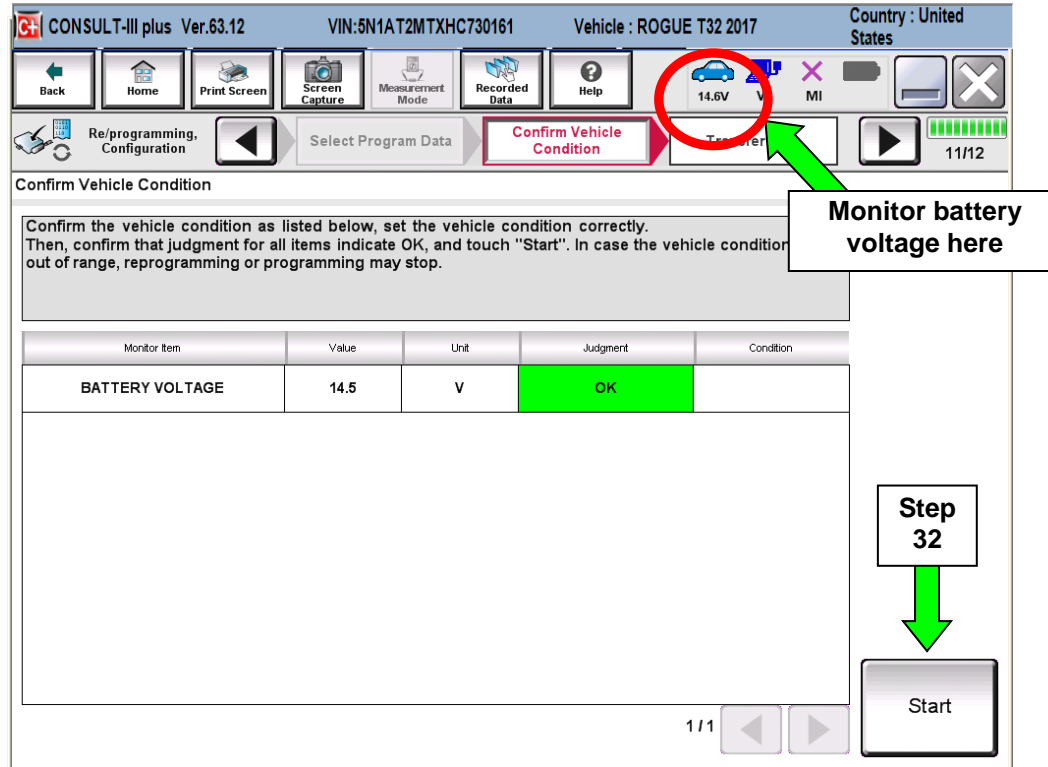 C+ CONSULT-III plus Ver.63.12 VIN:5N1AT2MTXHC730161 Vehicle : ROGUE T32 2017 Country : United
States
Back Home Print Screen Screen
Capture Measurement
Mode Recorded
Data Help 14.6V V MI
Re/programming,
Configuration Select Program Data Confirm Vehicle
Condition 11/12
Confirm Vehicle Condition
Monitor battery
voltage here
Confirm the vehicle condition as listed below, set the vehicle condition correctly.
Then, confirm that judgment for all items indicate OK, and touch "Start". In case the vehicle condition
out of range, reprogramming or programming may stop.
Monitor Item Value Unit Judgment Condition
BATTERY VOLTAGE 14.5 V OK
Step
32
Start
1/1